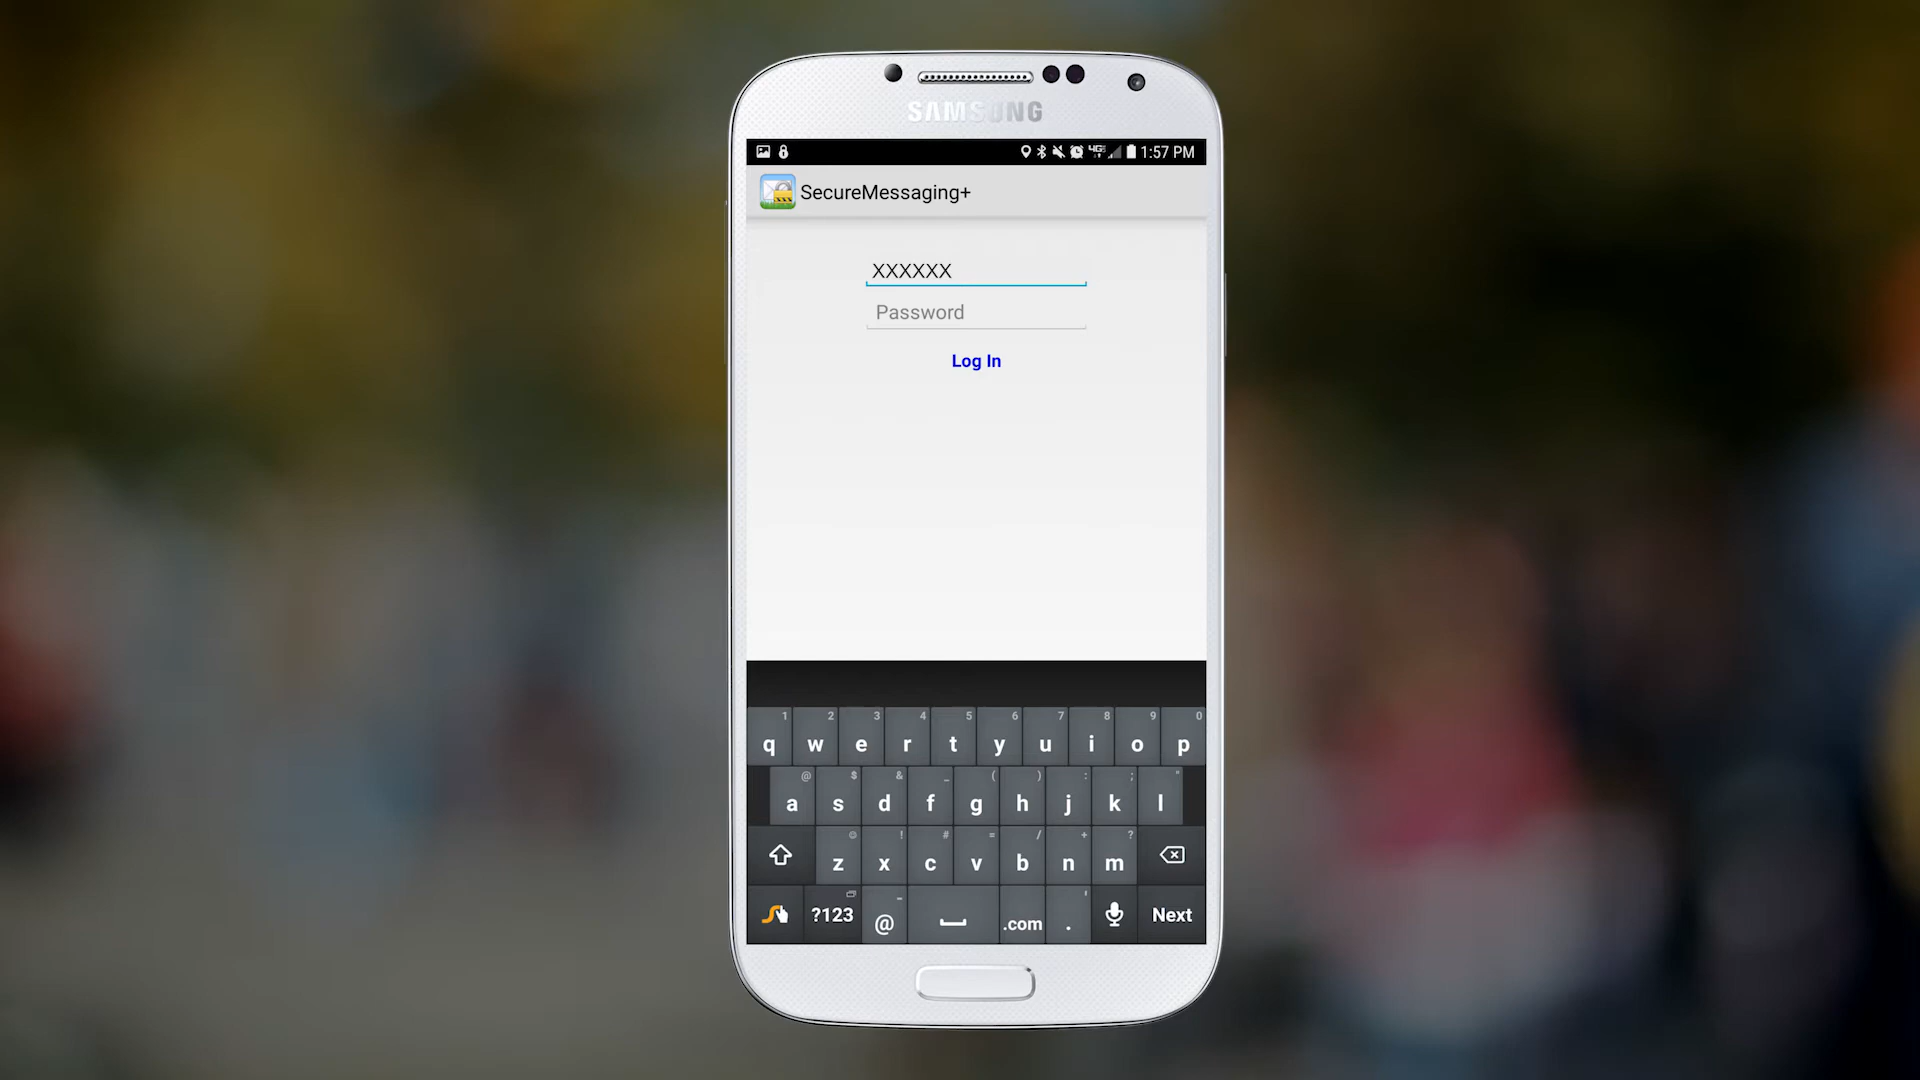 SAMSUNG
4G 1:57 PM
SecureMessaging+
XXXXXX
Password
Log In
1 2 3 4 5 6 7 8 9 0
q w e r t y u i o p
@ $ & _ ( ) : ; "
a s d f g h j k l
! # = / + ?
z x c v b n m
?123 @ .com . Next